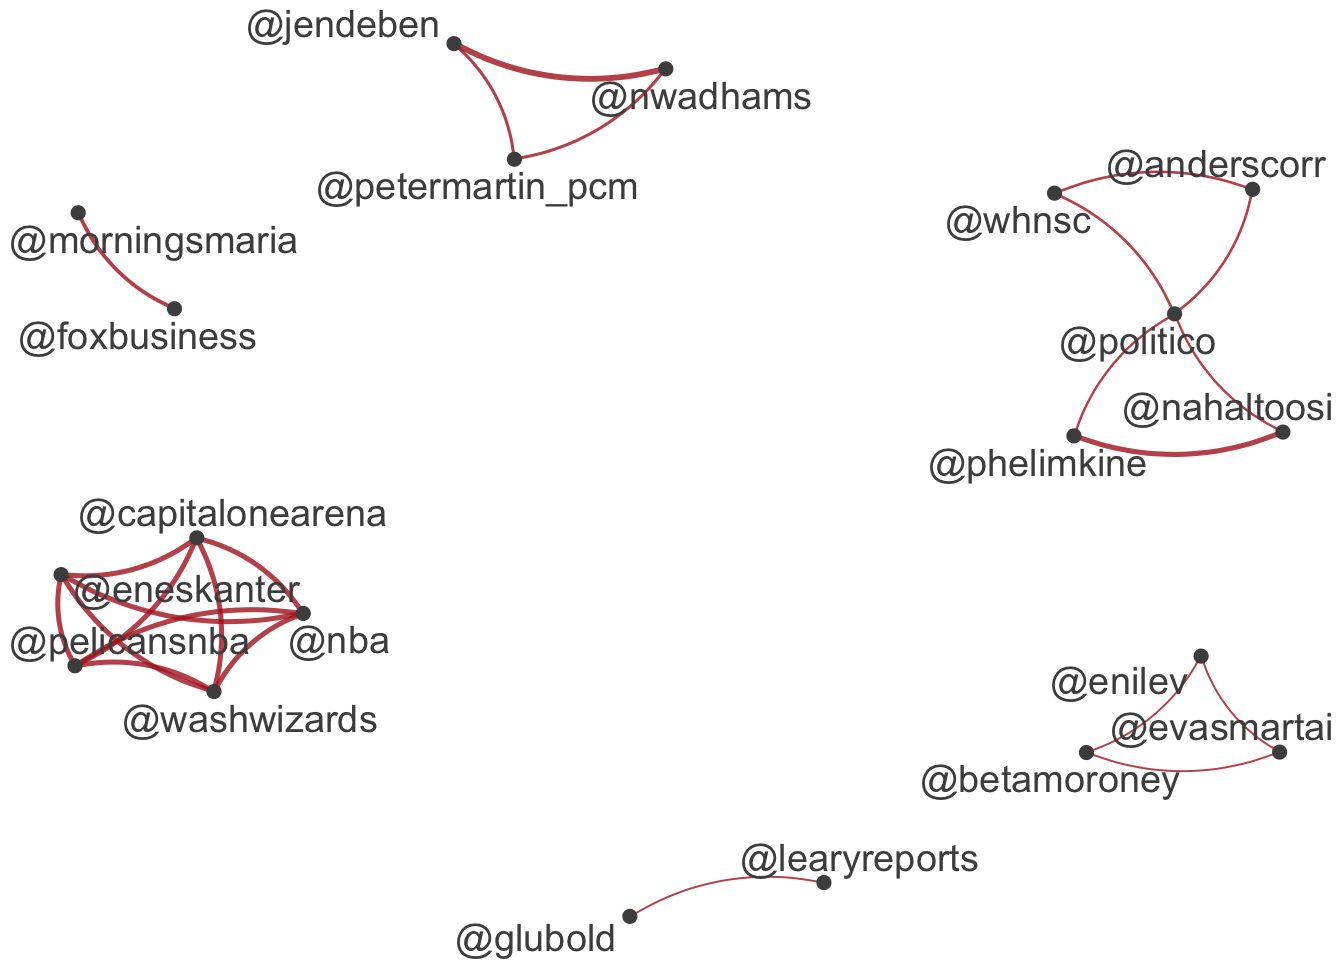 @jendeben
@nwadhams
@petermartin_pcm
@anderscorr
@whnsc
@morningsmaria
@foxbusiness
@politico
@nahaltoosi
@phelimkine
@capitalonearena
@eneskanter
@pelicansnba
@nba
@washwizards
@enilev
@evasmartai
@betamoroney
@learyreports
@glubold